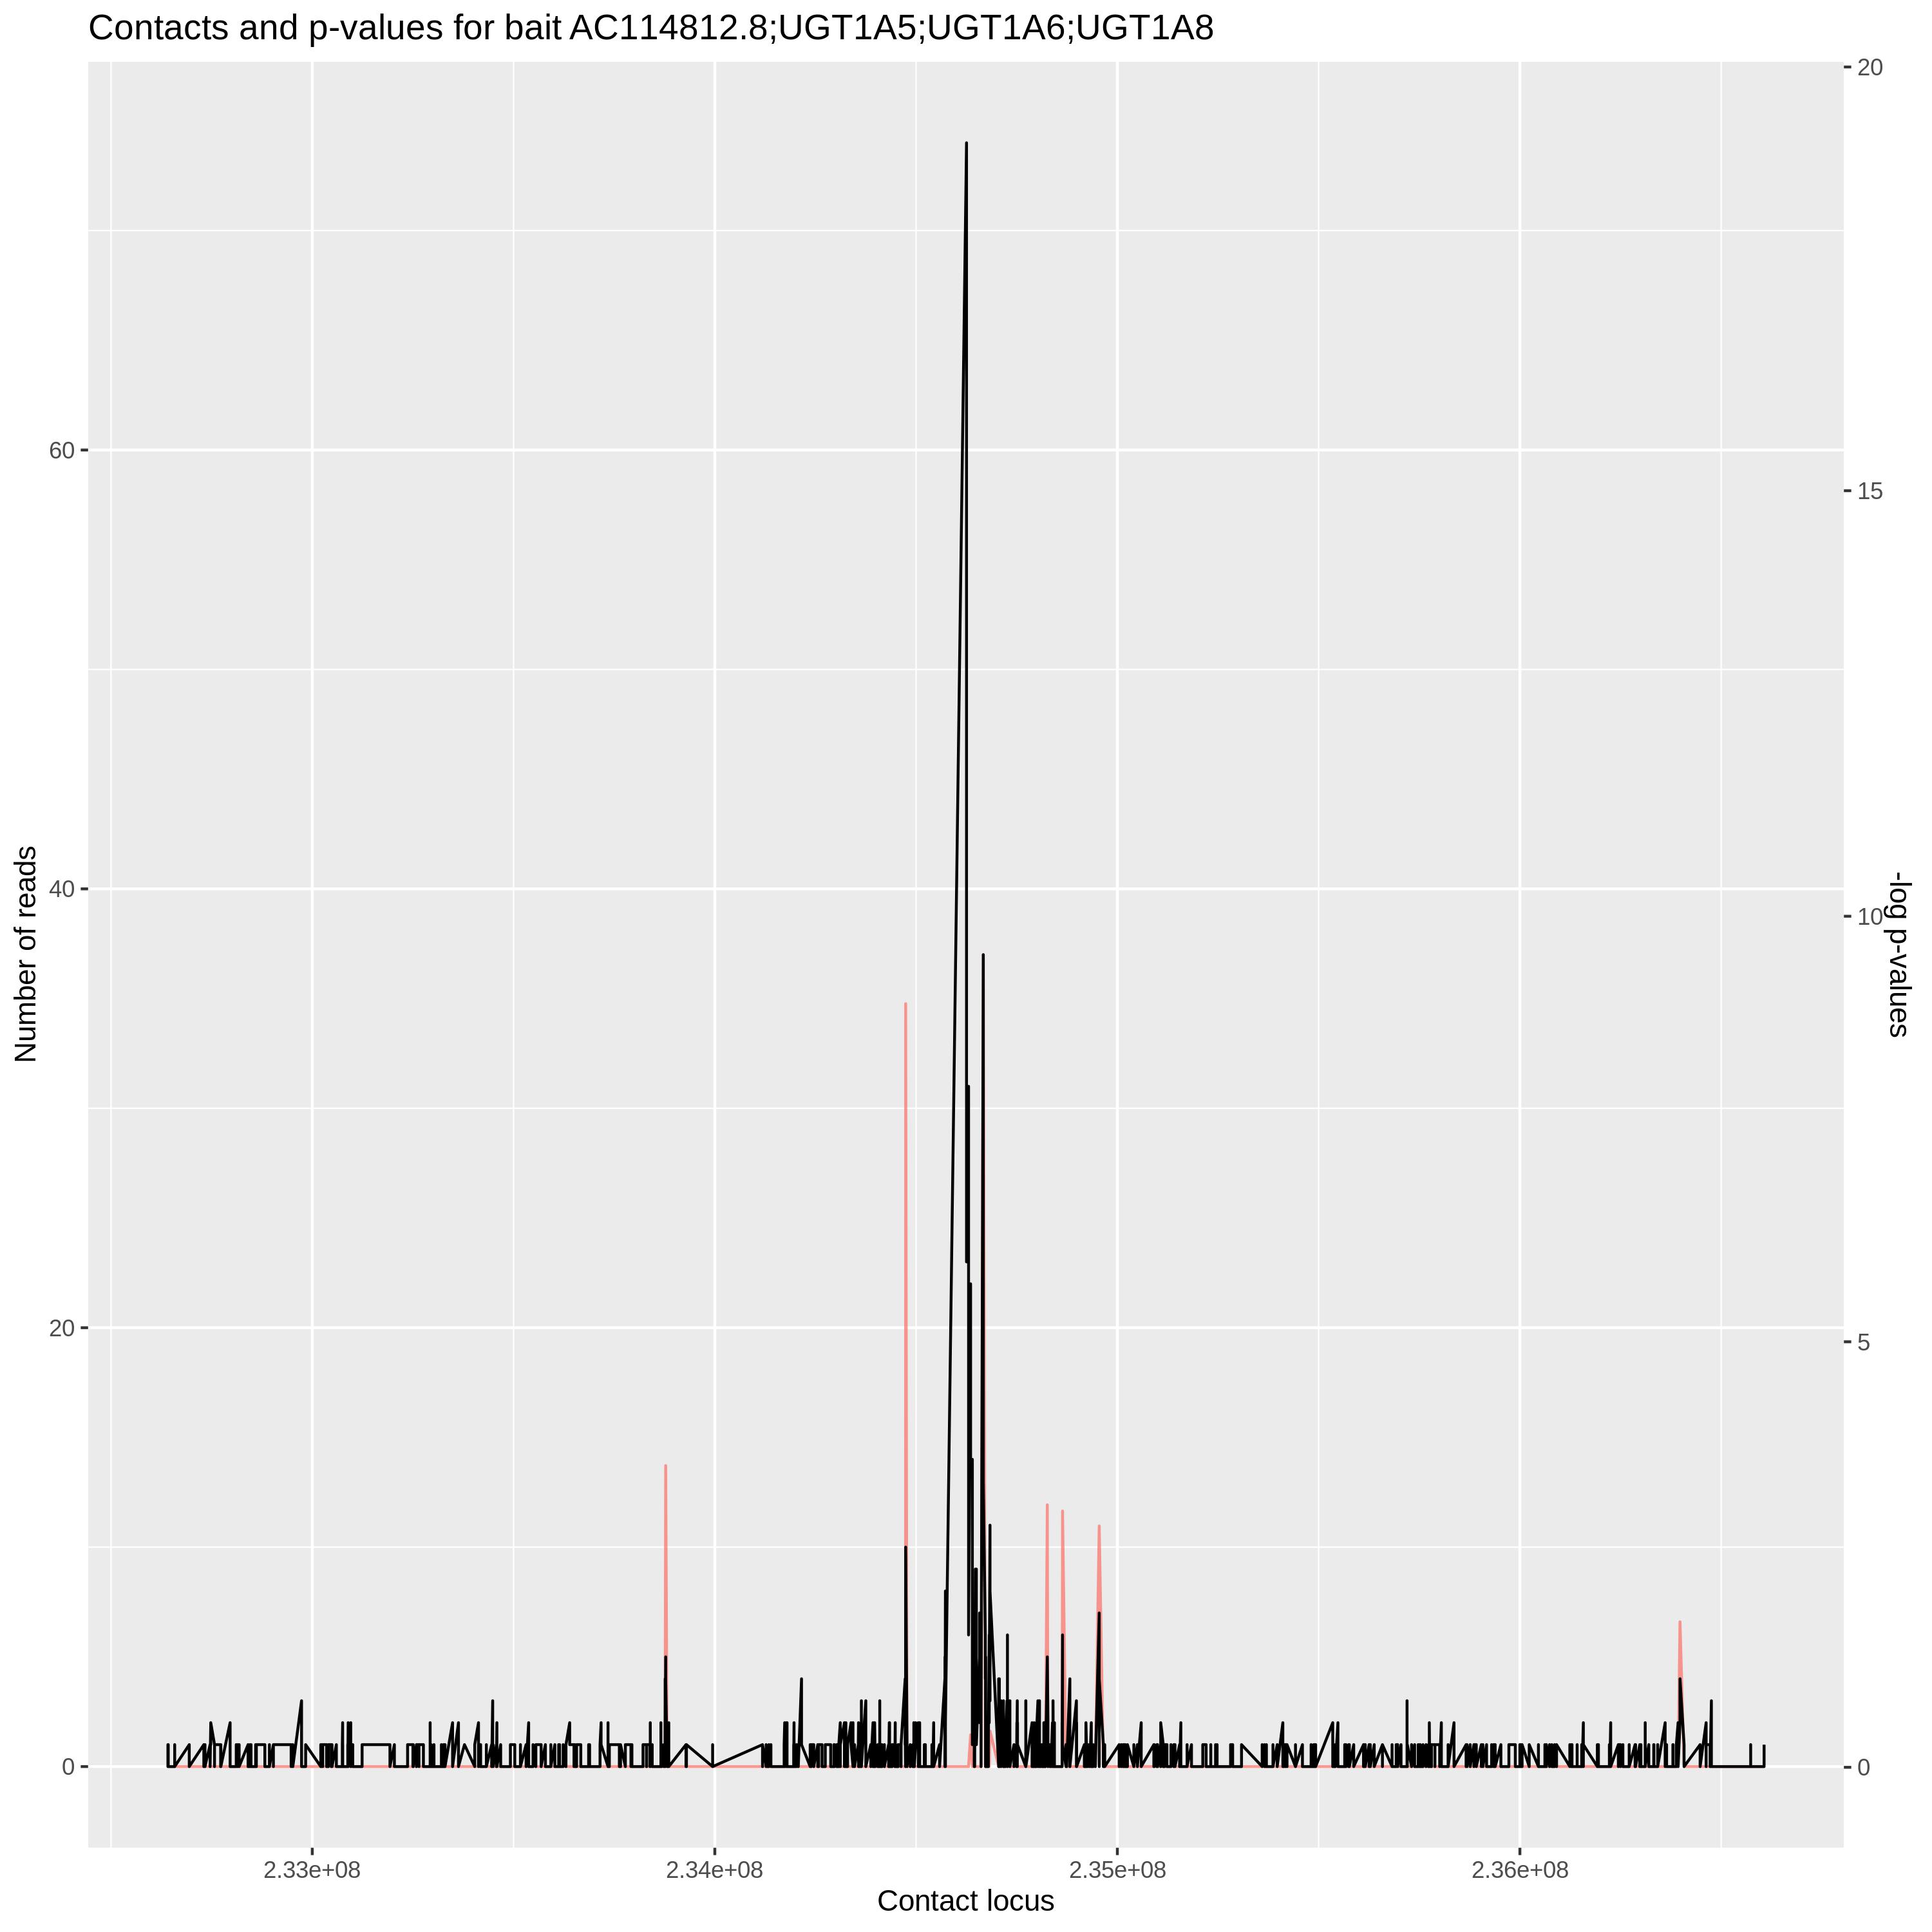 Contacts and p-values for bait AC114812.8;UGT1A5;UGT1A6;UGT1A8
Number of reads
60
40
20
0
20
15
10
5
0
-log p-values
2.33e+08 2.34e+08 2.35e+08 2.36e+08
Contact locus